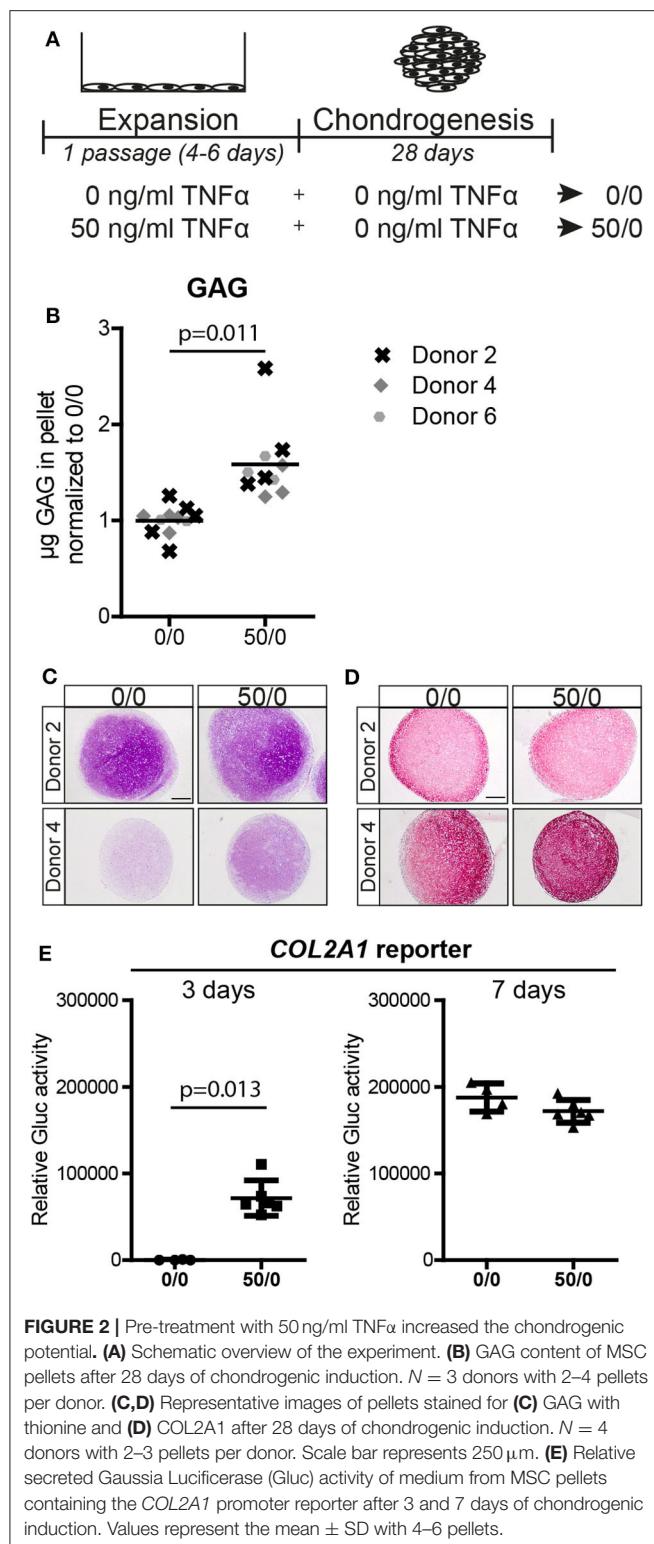 A
Expansion
Chondrogenesis
1 passage (4-6 days)
28 days
0 ng/ml TNFα + 0 ng/ml TNFα ➤ 0/0
50 ng/ml TNFα + 0 ng/ml TNFα ➤ 50/0
GAG
B
p=0.011
µg GAG in pellet
normalized to 0/0
3
2
1
0
0/0
50/0
Donor 2
Donor 4
Donor 6
C
0/0
50/0
Donor 2
Donor 4
D
0/0
50/0
Donor 2
Donor 4
E
COL2A1 reporter
3 days
Relative Gluc activity
300000
200000
100000
0
p=0.013
0/0
50/0
7 days
Relative Gluc activity
300000
200000
100000
0
0/0
50/0
FIGURE 2 | Pre-treatment with 50 ng/ml TNFα increased the chondrogenic
potential. (A) Schematic overview of the experiment. (B) GAG content of MSC
pellets after 28 days of chondrogenic induction. N = 3 donors with 2–4 pellets
per donor. (C,D) Representative images of pellets stained for (C) GAG with
thionine and (D) COL2A1 after 28 days of chondrogenic induction. N = 4
donors with 2–3 pellets per donor. Scale bar represents 250 µm. (E) Relative
secreted Gaussia Lucificerase (Gluc) activity of medium from MSC pellets
containing the COL2A1 promoter reporter after 3 and 7 days of chondrogenic
induction. Values represent the mean ± SD with 4–6 pellets.